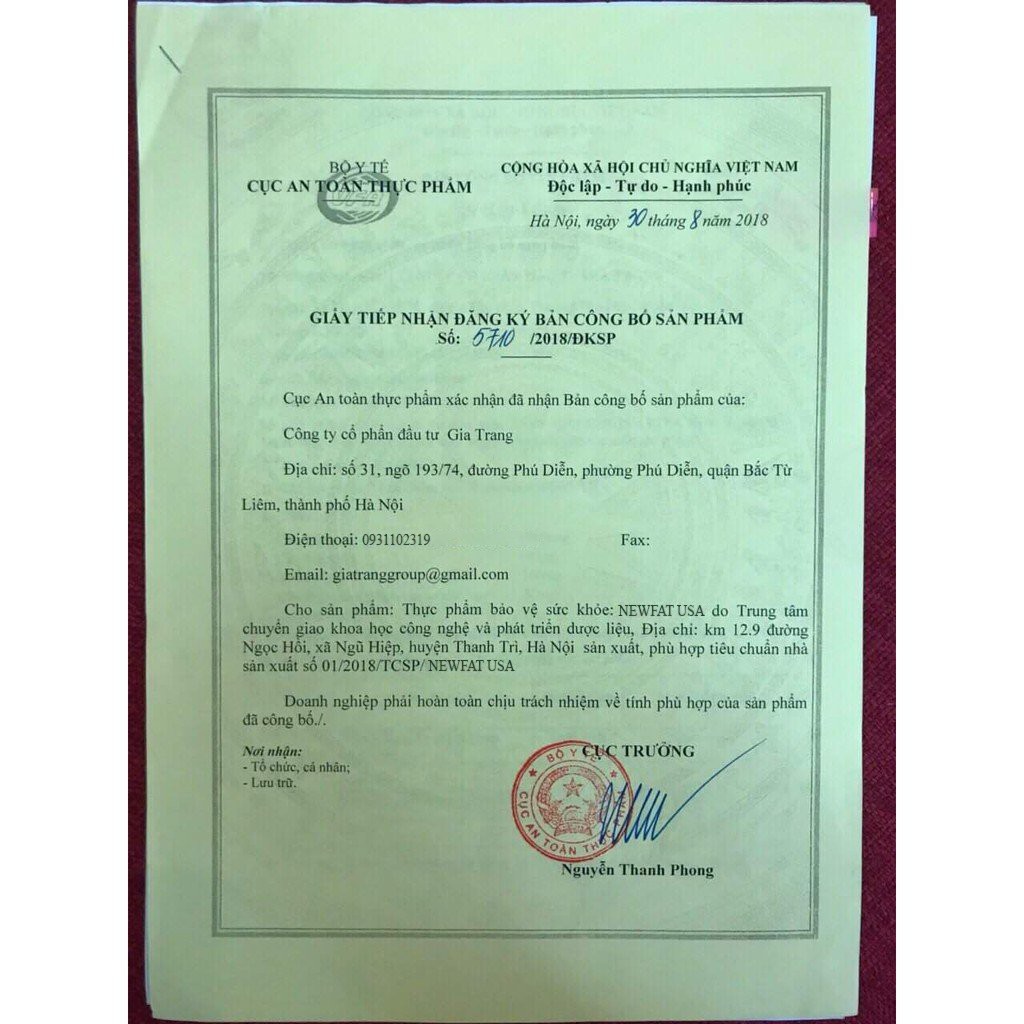 BỘ Y TẾ
CỤC AN TOÀN THỰC PHẨM
VFA
CỘNG HÒA XÃ HỘI CHỦ NGHĨA VIỆT NAM
Độc lập - Tự do - Hạnh phúc
Hà Nội, ngày 30 tháng 8 năm 2018
GIẤY TIẾP NHẬN ĐĂNG KÝ BẢN CÔNG BỐ SẢN PHẨM
Số: 5710 /2018/ĐKSP
Cục An toàn thực phẩm xác nhận đã nhận Bản công bố sản phẩm của:
Công ty cổ phần đầu tư Gia Trang
Địa chỉ: số 31, ngõ 193/74, đường Phú Diễn, phường Phú Diễn, quận Bắc Từ
Liêm, thành phố Hà Nội
Điện thoại: 0931102319 Fax:
Email: giatranggroup@gmail.com
Cho sản phẩm: Thực phẩm bảo vệ sức khỏe: NEWFAT USA do Trung tâm
chuyển giao khoa học công nghệ và phát triển dược liệu, Địa chỉ: km 12.9 đường
Ngọc Hồi, xã Ngũ Hiệp, huyện Thanh Trì, Hà Nội sản xuất, phù hợp tiêu chuẩn nhà
sản xuất số 01/2018/TCSP/ NEWFAT USA
Doanh nghiệp phải hoàn toàn chịu trách nhiệm về tính phù hợp của sản phẩm
đã công bố./.
Nơi nhận:
- Tổ chức, cá nhân;
- Lưu trữ.
CỤC TRƯỞNG
BỘ Y TẾ
CỤC AN TOÀN THỰC PHẨM
Nguyễn Thanh Phong